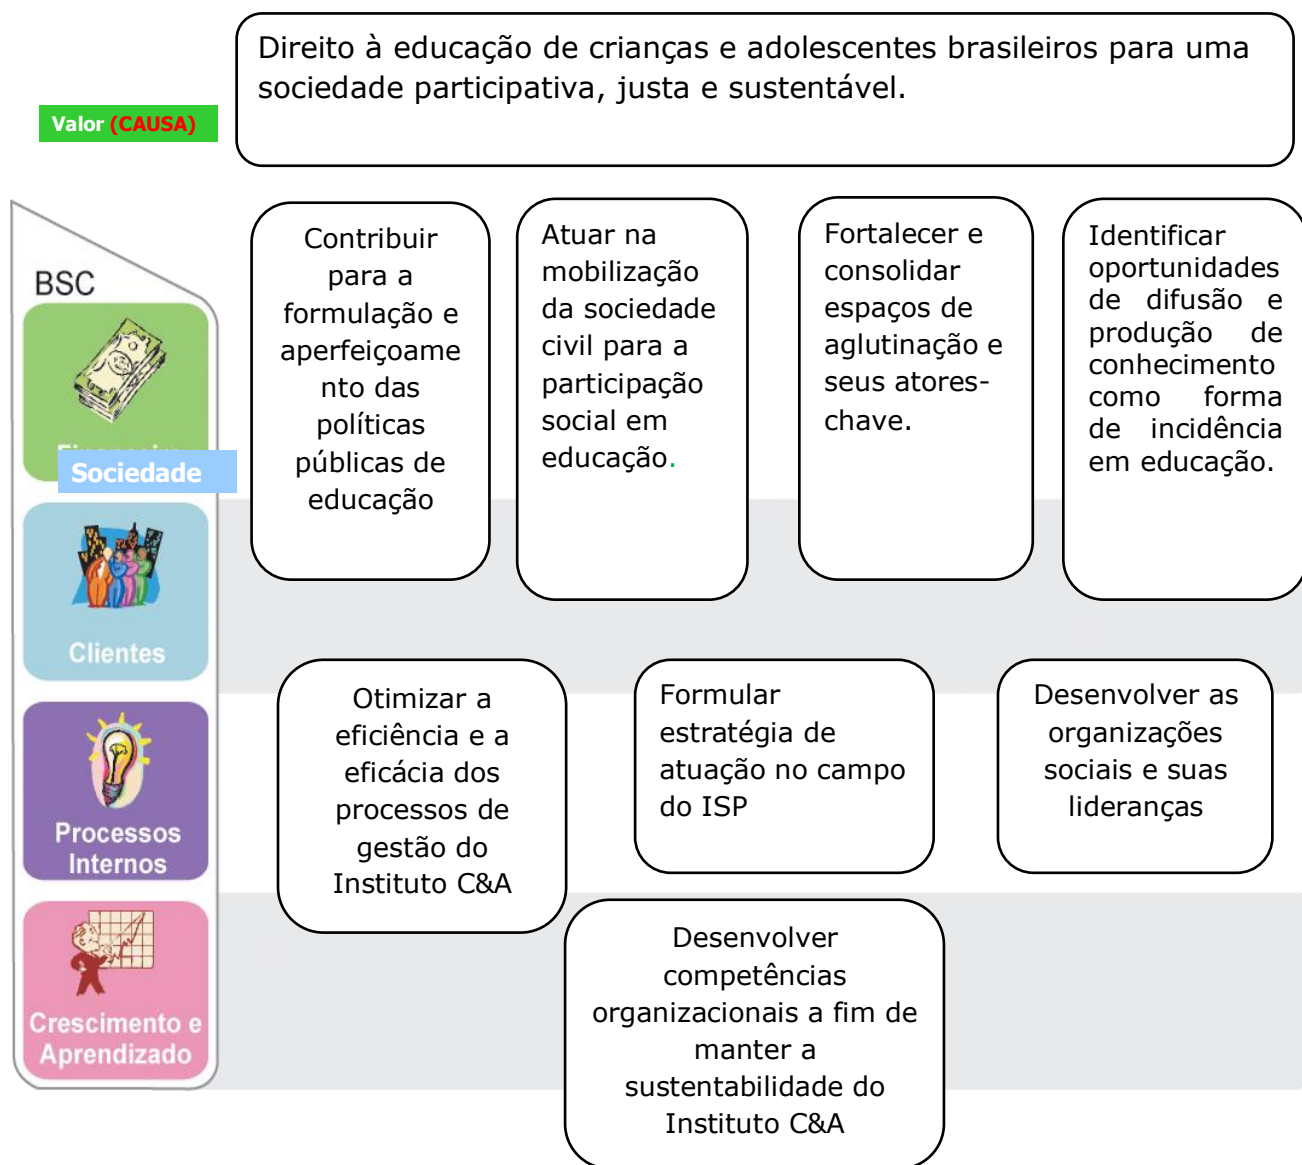 Direito à educação de crianças e adolescentes brasileiros para uma
sociedade participativa, justa e sustentável.
Valor (CAUSA)
BSC
Sociedade
Clientes
Processos
Internos
Crescimento e
Aprendizado
Contribuir
para a
formulação e
aperfeiçoame
nto das
políticas
públicas de
educação
Atuar na
mobilização
da sociedade
civil para a
participação
social em
educação.
Fortalecer e
consolidar
espaços de
aglutinação e
seus atores-
chave.
Identificar
oportunidades
de difusão e
produção de
conhecimento
como forma
de incidência
em educação.
Otimizar a
eficiência e a
eficácia dos
processos de
gestão do
Instituto C&A
Formular
estratégia de
atuação no campo
do ISP
Desenvolver as
organizações
sociais e suas
lideranças
Desenvolver
competências
organizacionais a fim de
manter a
sustentabilidade do
Instituto C&A